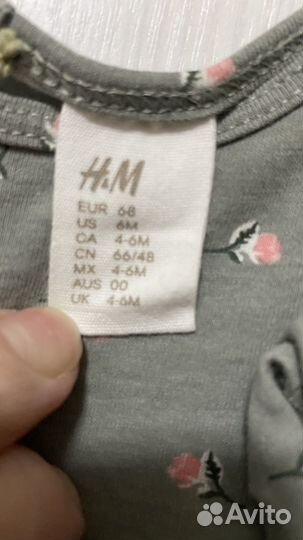 H&M
EUR 68
US 6M
CA 4-6M
CN 66/48
MX 4-6M
AUS 00
UK 4-6M
Avito